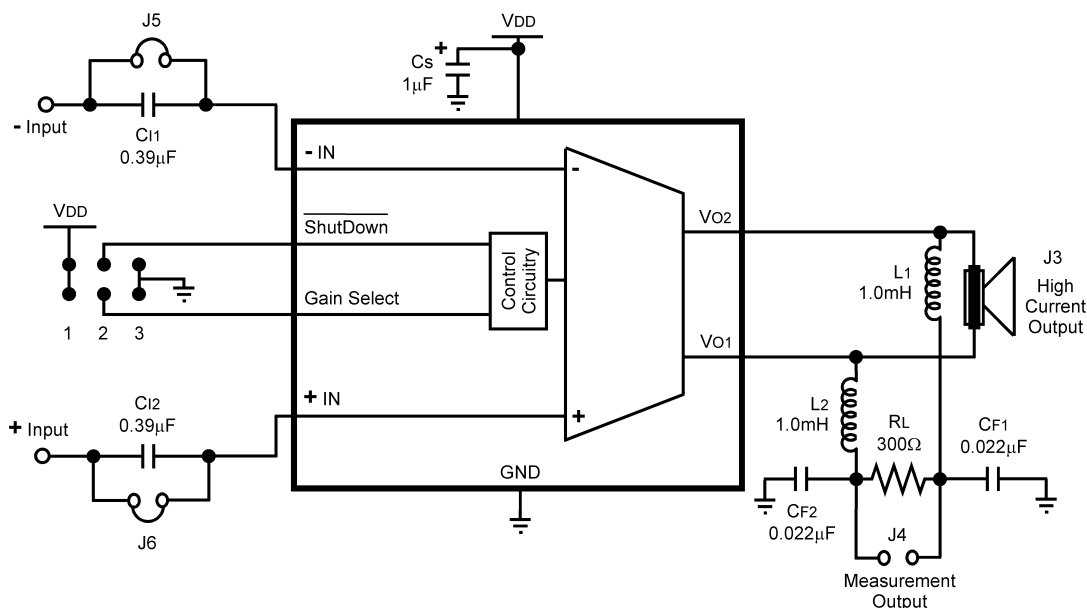 J5
- Input
CI1
0.39µF
VDD
+
Cs
1µF
- IN
-
VDD
ShutDown
Gain Select
Control
Circuitry
1 2 3
VO2
VO1
L1
1.0mH
J3
High
Current
Output
CI2
0.39µF
+ Input
J6
+ IN
+
GND
L2
1.0mH
RL
300Ω
CF1
0.022µF
CF2
0.022µF
J4
Measurement
Output